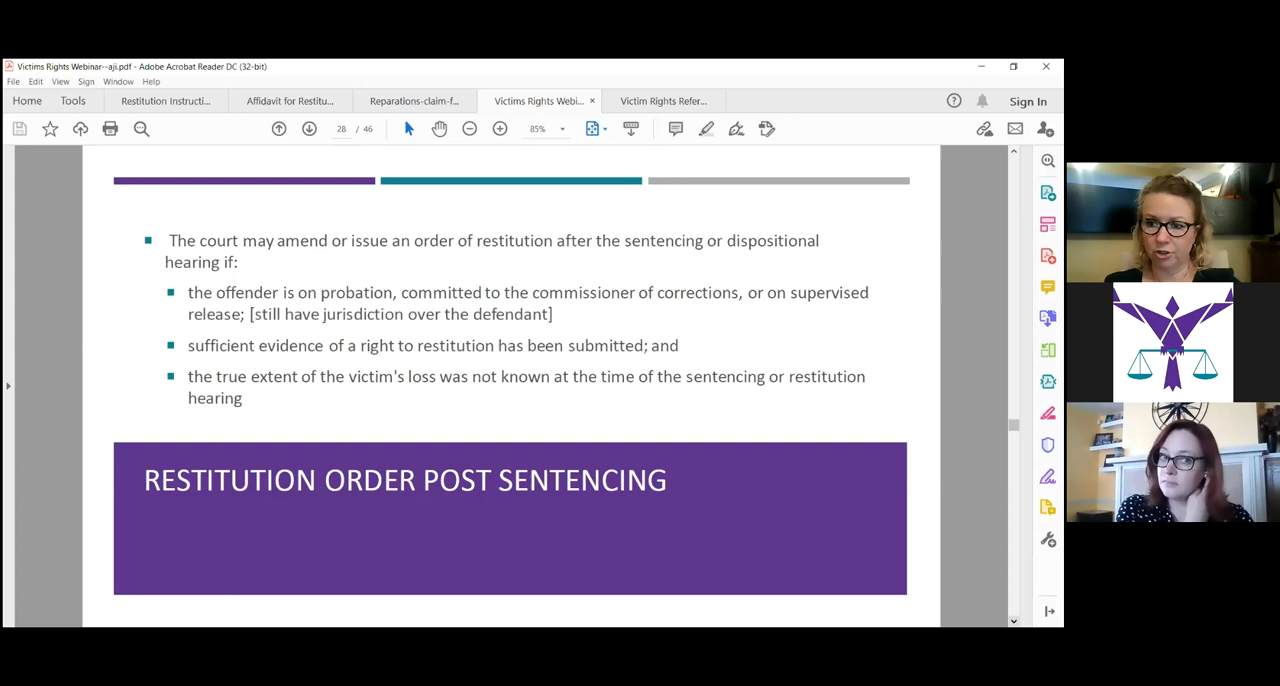 Victims Rights Webinar--aji.pdf - Adobe Acrobat Reader DC (32-bit)
File Edit View Sign Window Help
Home Tools Restitution Instructi... Affidavit for Restitu... Reparations-claim-f... Victims Rights Webi... × Victim Rights Refer... Sign In
28 / 46 85%
The court may amend or issue an order of restitution after the sentencing or dispositional
hearing if:
the offender is on probation, committed to the commissioner of corrections, or on supervised
release; [still have jurisdiction over the defendant]
sufficient evidence of a right to restitution has been submitted; and
the true extent of the victim's loss was not known at the time of the sentencing or restitution
hearing
RESTITUTION ORDER POST SENTENCING